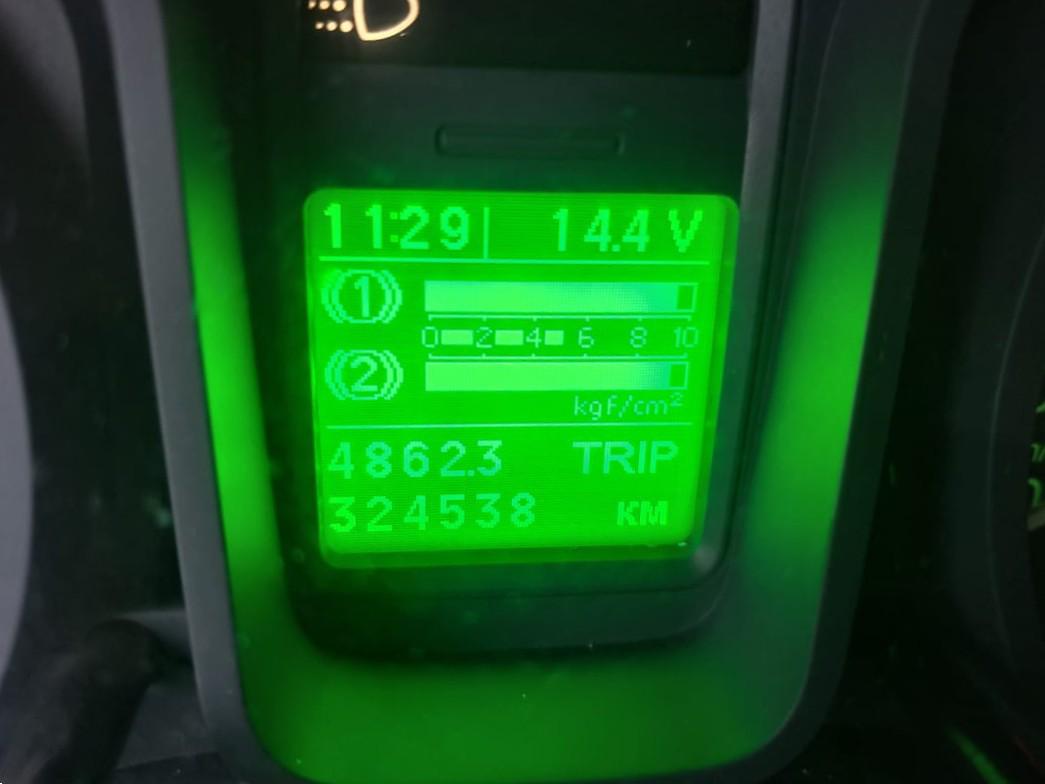 11:29 14.4 V
(1)
0 2 4 6 8 10
(2)
kgf/cm²
4862.3 TRIP
324538 КМ